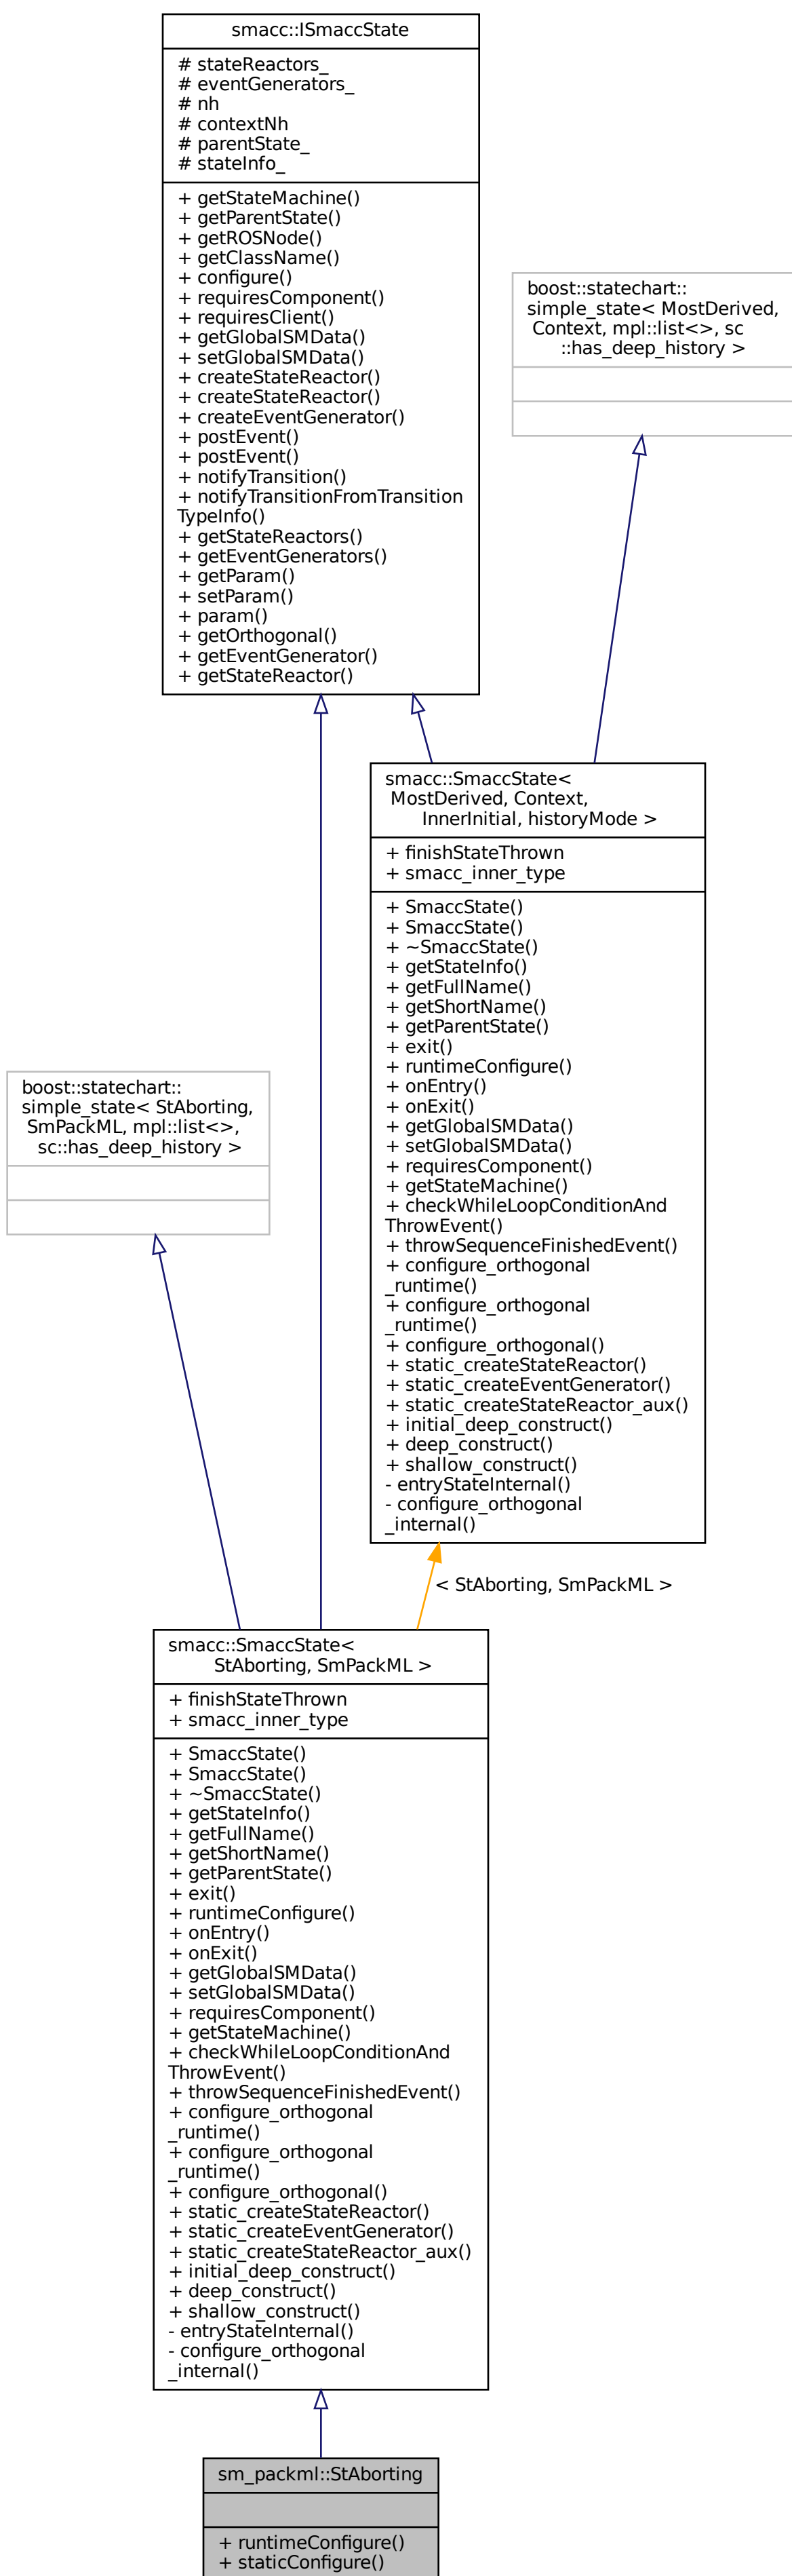 smacc::ISmaccState
# stateReactors_
# eventGenerators_
# nh
# contextNh
# parentState_
# stateInfo_
+ getStateMachine()
+ getParentState()
+ getROSNode()
+ getClassName()
+ configure()
+ requiresComponent()
+ requiresClient()
+ getGlobalSMData()
+ setGlobalSMData()
+ createStateReactor()
+ createStateReactor()
+ createEventGenerator()
+ postEvent()
+ postEvent()
+ notifyTransition()
+ notifyTransitionFromTransition
TypeInfo()
+ getStateReactors()
+ getEventGenerators()
+ getParam()
+ setParam()
+ param()
+ getOrthogonal()
+ getEventGenerator()
+ getStateReactor()
boost::statechart::
simple_state< MostDerived,
Context, mpl::list<>, sc
::has_deep_history >
smacc::SmaccState<
MostDerived, Context,
InnerInitial, historyMode >
+ finishStateThrown
+ smacc_inner_type
+ SmaccState()
+ SmaccState()
+ ~SmaccState()
+ getStateInfo()
+ getFullName()
+ getShortName()
+ getParentState()
+ exit()
+ runtimeConfigure()
+ onEntry()
+ onExit()
+ getGlobalSMData()
+ setGlobalSMData()
+ requiresComponent()
+ getStateMachine()
+ checkWhileLoopConditionAnd
ThrowEvent()
+ throwSequenceFinishedEvent()
+ configure_orthogonal
_runtime()
+ configure_orthogonal
_runtime()
+ configure_orthogonal()
+ static_createStateReactor()
+ static_createEventGenerator()
+ static_createStateReactor_aux()
+ initial_deep_construct()
+ deep_construct()
+ shallow_construct()
- entryStateInternal()
- configure_orthogonal
_internal()
boost::statechart::
simple_state< StAborting,
SmPackML, mpl::list<>,
sc::has_deep_history >
< StAborting, SmPackML >
smacc::SmaccState<
StAborting, SmPackML >
+ finishStateThrown
+ smacc_inner_type
+ SmaccState()
+ SmaccState()
+ ~SmaccState()
+ getStateInfo()
+ getFullName()
+ getShortName()
+ getParentState()
+ exit()
+ runtimeConfigure()
+ onEntry()
+ onExit()
+ getGlobalSMData()
+ setGlobalSMData()
+ requiresComponent()
+ getStateMachine()
+ checkWhileLoopConditionAnd
ThrowEvent()
+ throwSequenceFinishedEvent()
+ configure_orthogonal
_runtime()
+ configure_orthogonal
_runtime()
+ configure_orthogonal()
+ static_createStateReactor()
+ static_createEventGenerator()
+ static_createStateReactor_aux()
+ initial_deep_construct()
+ deep_construct()
+ shallow_construct()
- entryStateInternal()
- configure_orthogonal
_internal()
sm_packml::StAborting
+ runtimeConfigure()
+ staticConfigure()